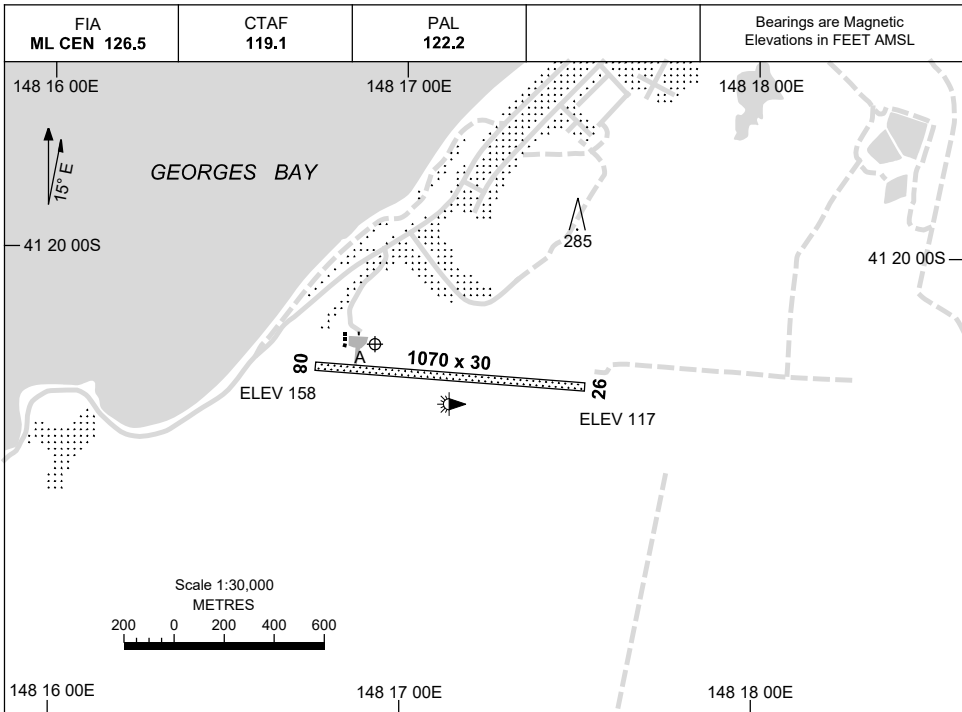 FIA
ML CEN 126.5
CTAF
119.1
PAL
122.2
Bearings are Magnetic
Elevations in FEET AMSL
148 16 00E
148 17 00E
148 18 00E
15° E
GEORGES BAY
285
41 20 00S
41 20 00S
A
08
1070 x 30
26
ELEV 158
ELEV 117
Scale 1:30,000
METRES
200 0 200 400 600
148 16 00E
148 17 00E
148 18 00E